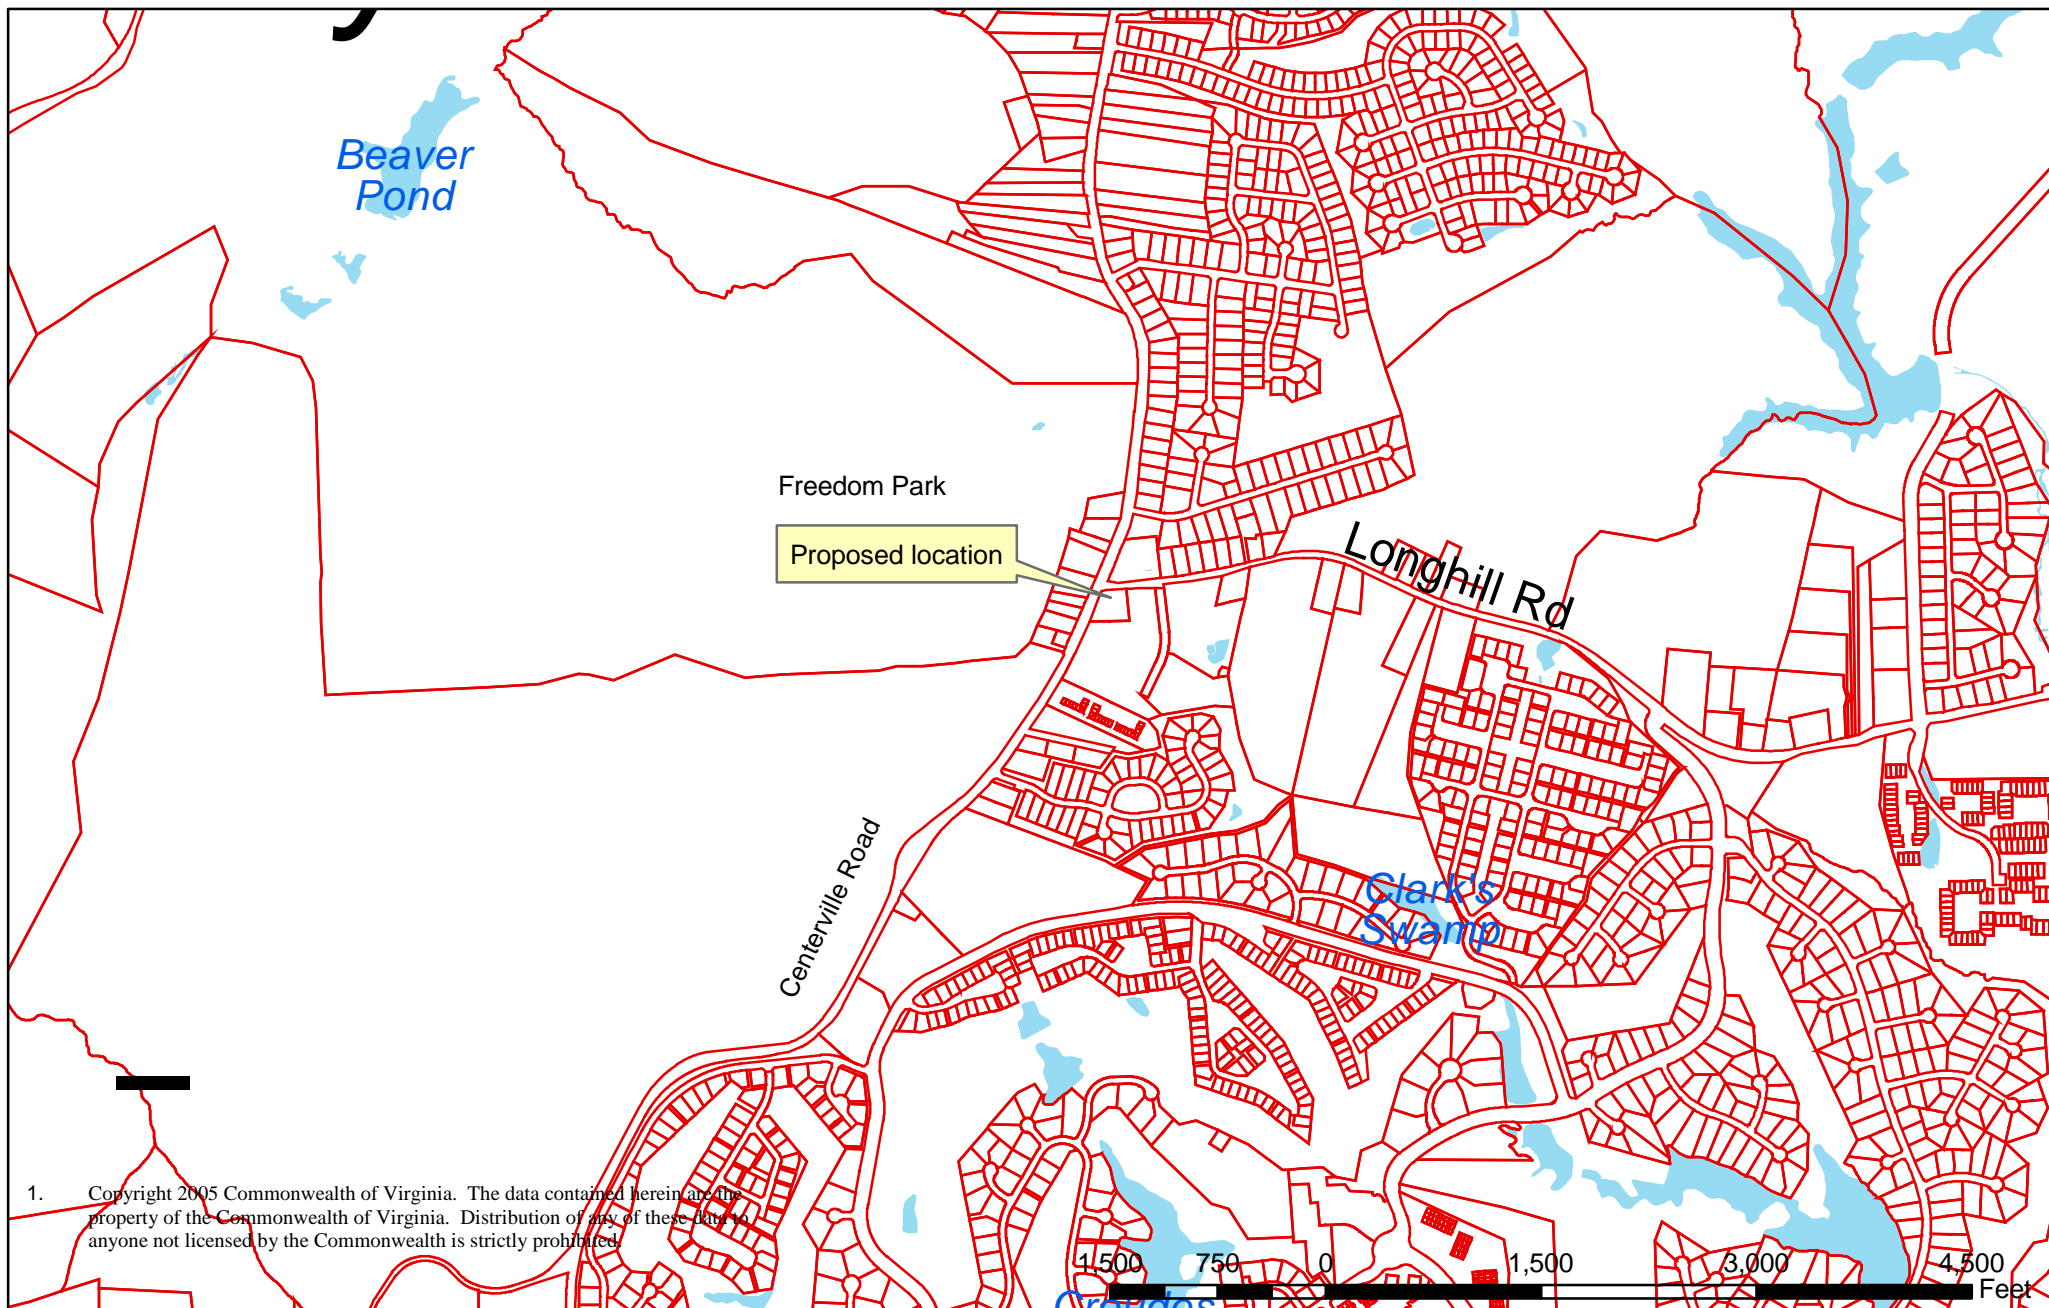 Beaver
Pond
Freedom Park
Proposed location
Longhill Rd
Centerville Road
Clark's
Swamp
1. Copyright 2005 Commonwealth of Virginia. The data contained herein are the
property of the Commonwealth of Virginia. Distribution of any of these data to
anyone not licensed by the Commonwealth is strictly prohibited.
1,500 750 0 1,500 3,000 4,500
Feet